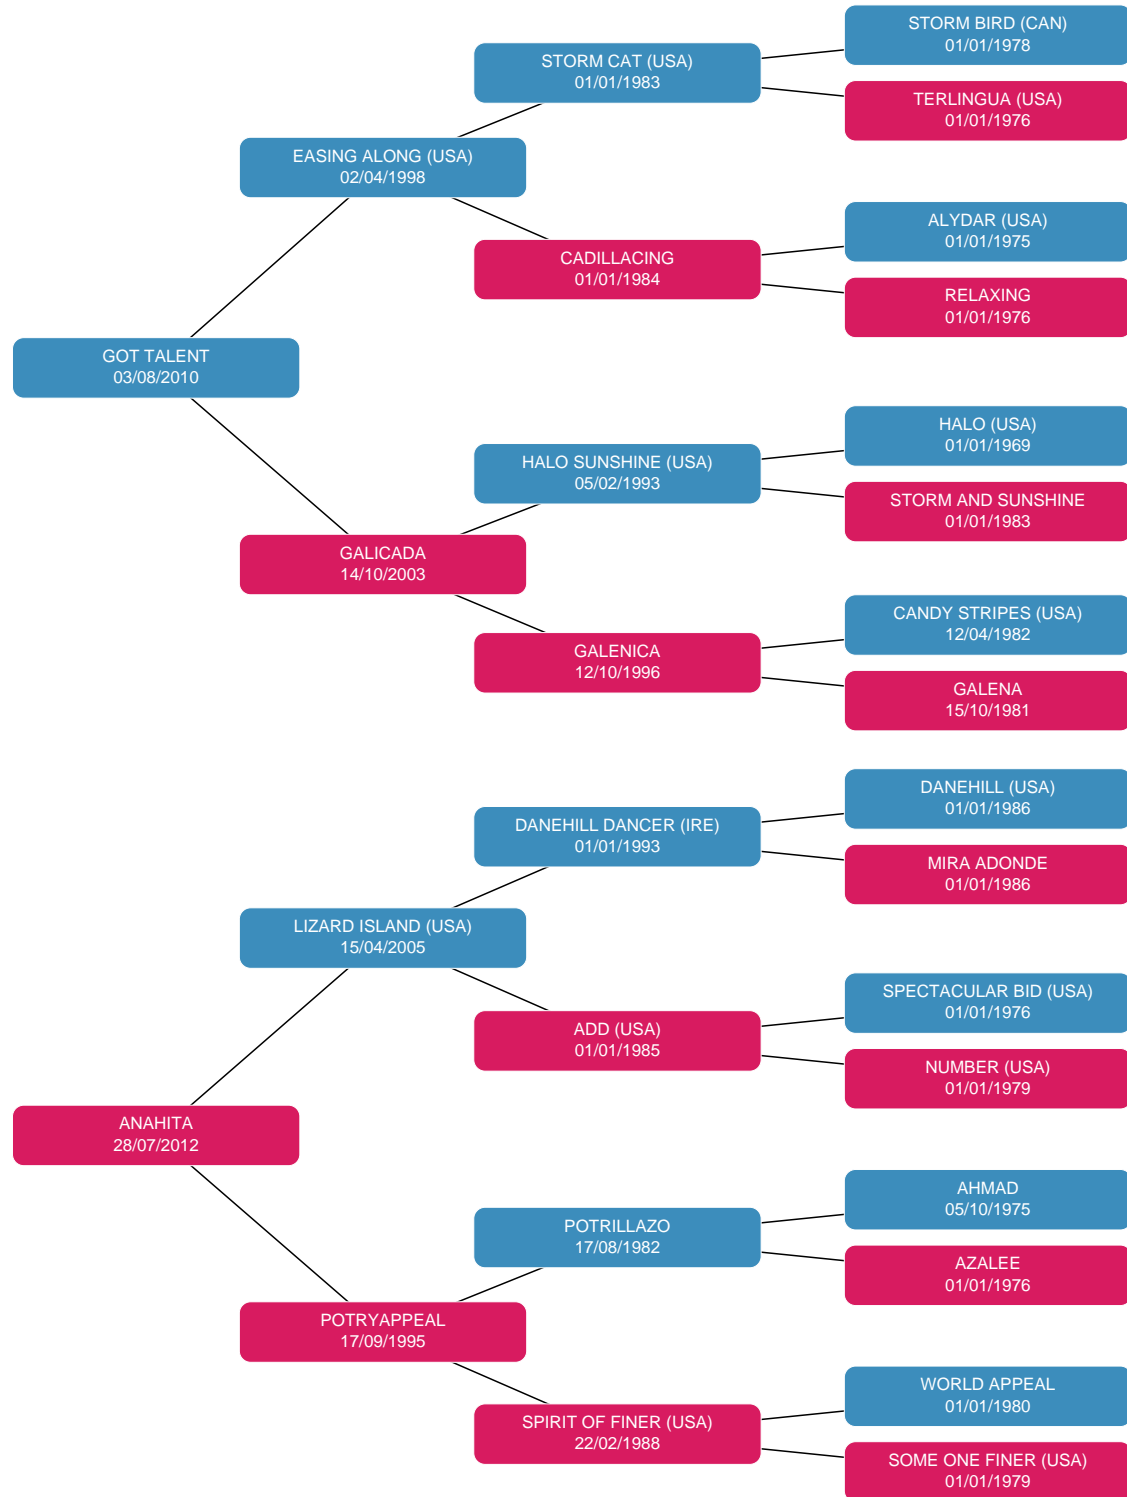 STORM BIRD (CAN)
01/01/1978
STORM CAT (USA)
01/01/1983
TERLINGUA (USA)
01/01/1976
EASING ALONG (USA)
02/04/1998
ALYDAR (USA)
01/01/1975
CADILLACING
01/01/1984
RELAXING
01/01/1976
GOT TALENT
03/08/2010
HALO (USA)
01/01/1969
HALO SUNSHINE (USA)
05/02/1993
STORM AND SUNSHINE
01/01/1983
GALICADA
14/10/2003
CANDY STRIPES (USA)
12/04/1982
GALENICA
12/10/1996
GALENA
15/10/1981
DANEHILL (USA)
01/01/1986
DANEHILL DANCER (IRE)
01/01/1993
MIRA ADONDE
01/01/1986
LIZARD ISLAND (USA)
15/04/2005
SPECTACULAR BID (USA)
01/01/1976
ADD (USA)
01/01/1985
NUMBER (USA)
01/01/1979
ANAHITA
28/07/2012
AHMAD
05/10/1975
POTRILLAZO
17/08/1982
AZALEE
01/01/1976
POTRYAPPEAL
17/09/1995
WORLD APPEAL
01/01/1980
SPIRIT OF FINER (USA)
22/02/1988
SOME ONE FINER (USA)
01/01/1979